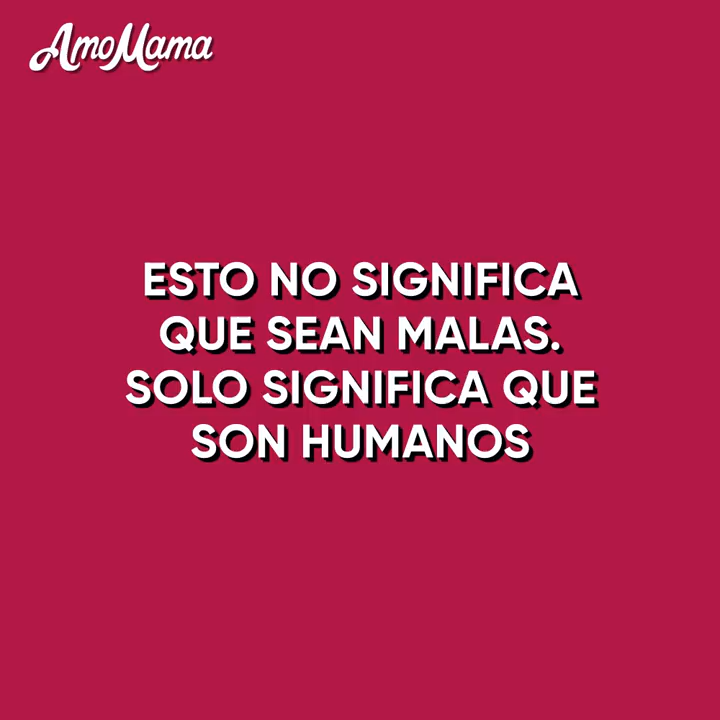 AmoMama
ESTO NO SIGNIFICA
QUE SEAN MALAS.
SOLO SIGNIFICA QUE
SON HUMANOS